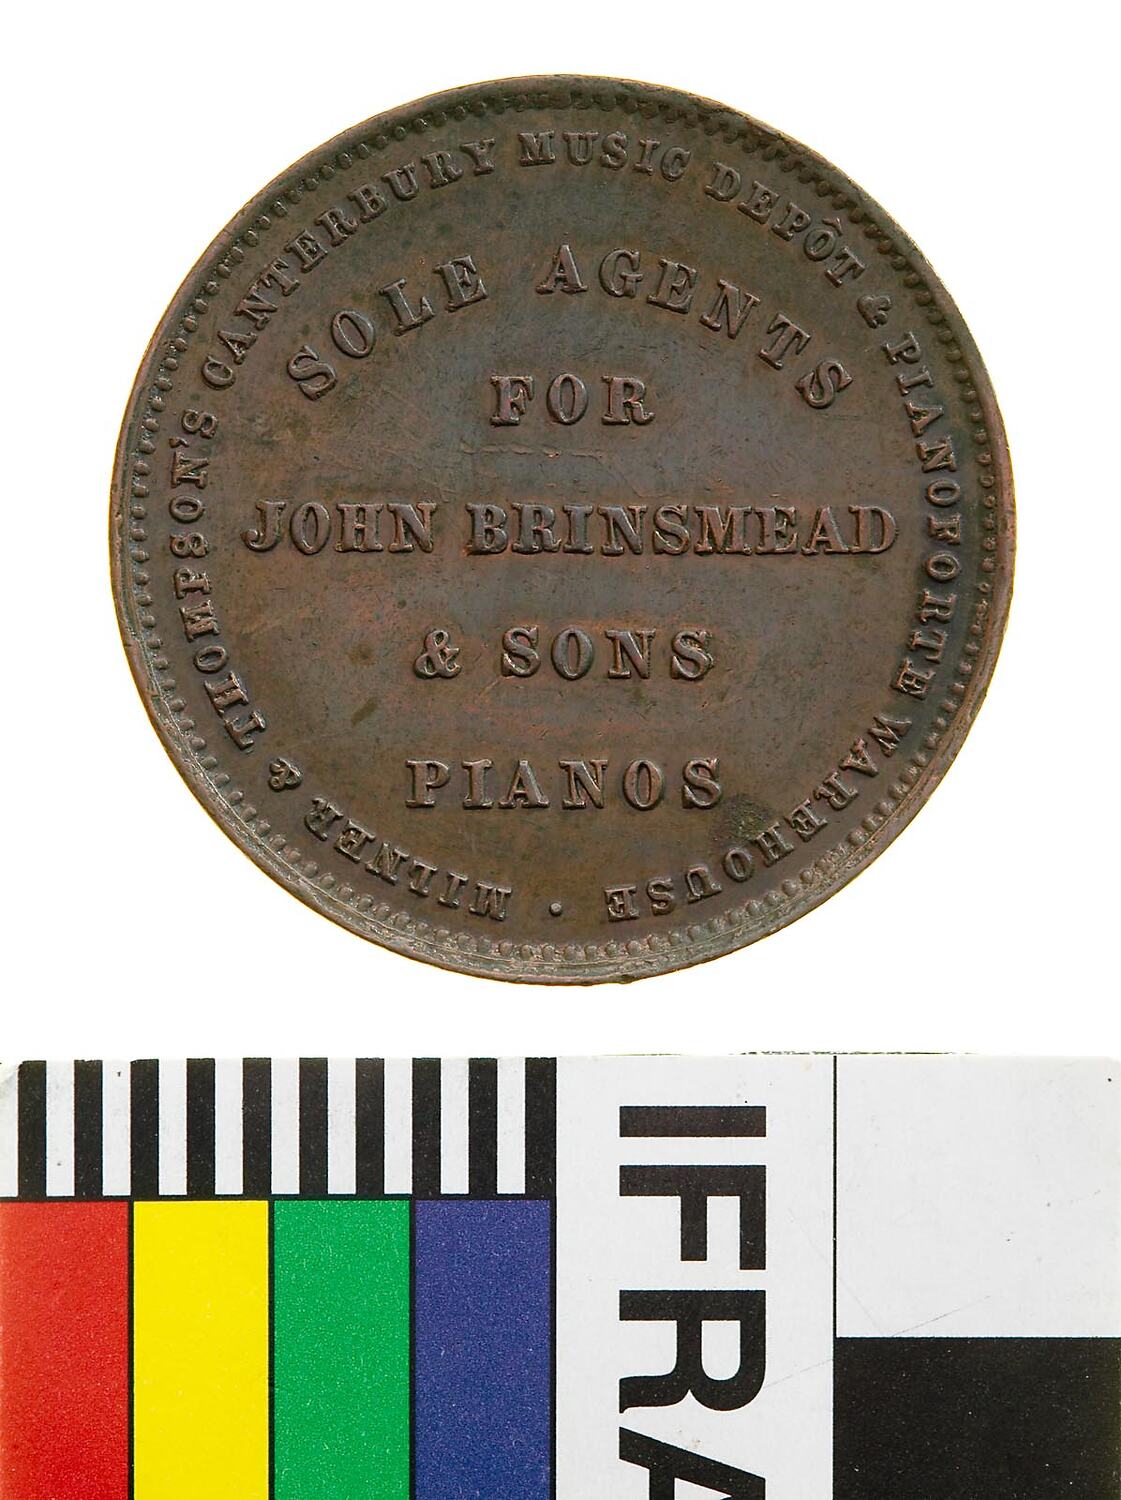 MILNER & THOMPSON'S CANTERBURY MUSIC DEPÔT & PIANOFORTE WAREHOUSE •
SOLE AGENTS
FOR
JOHN BRINSMEAD
& SONS
PIANOS
IFRA